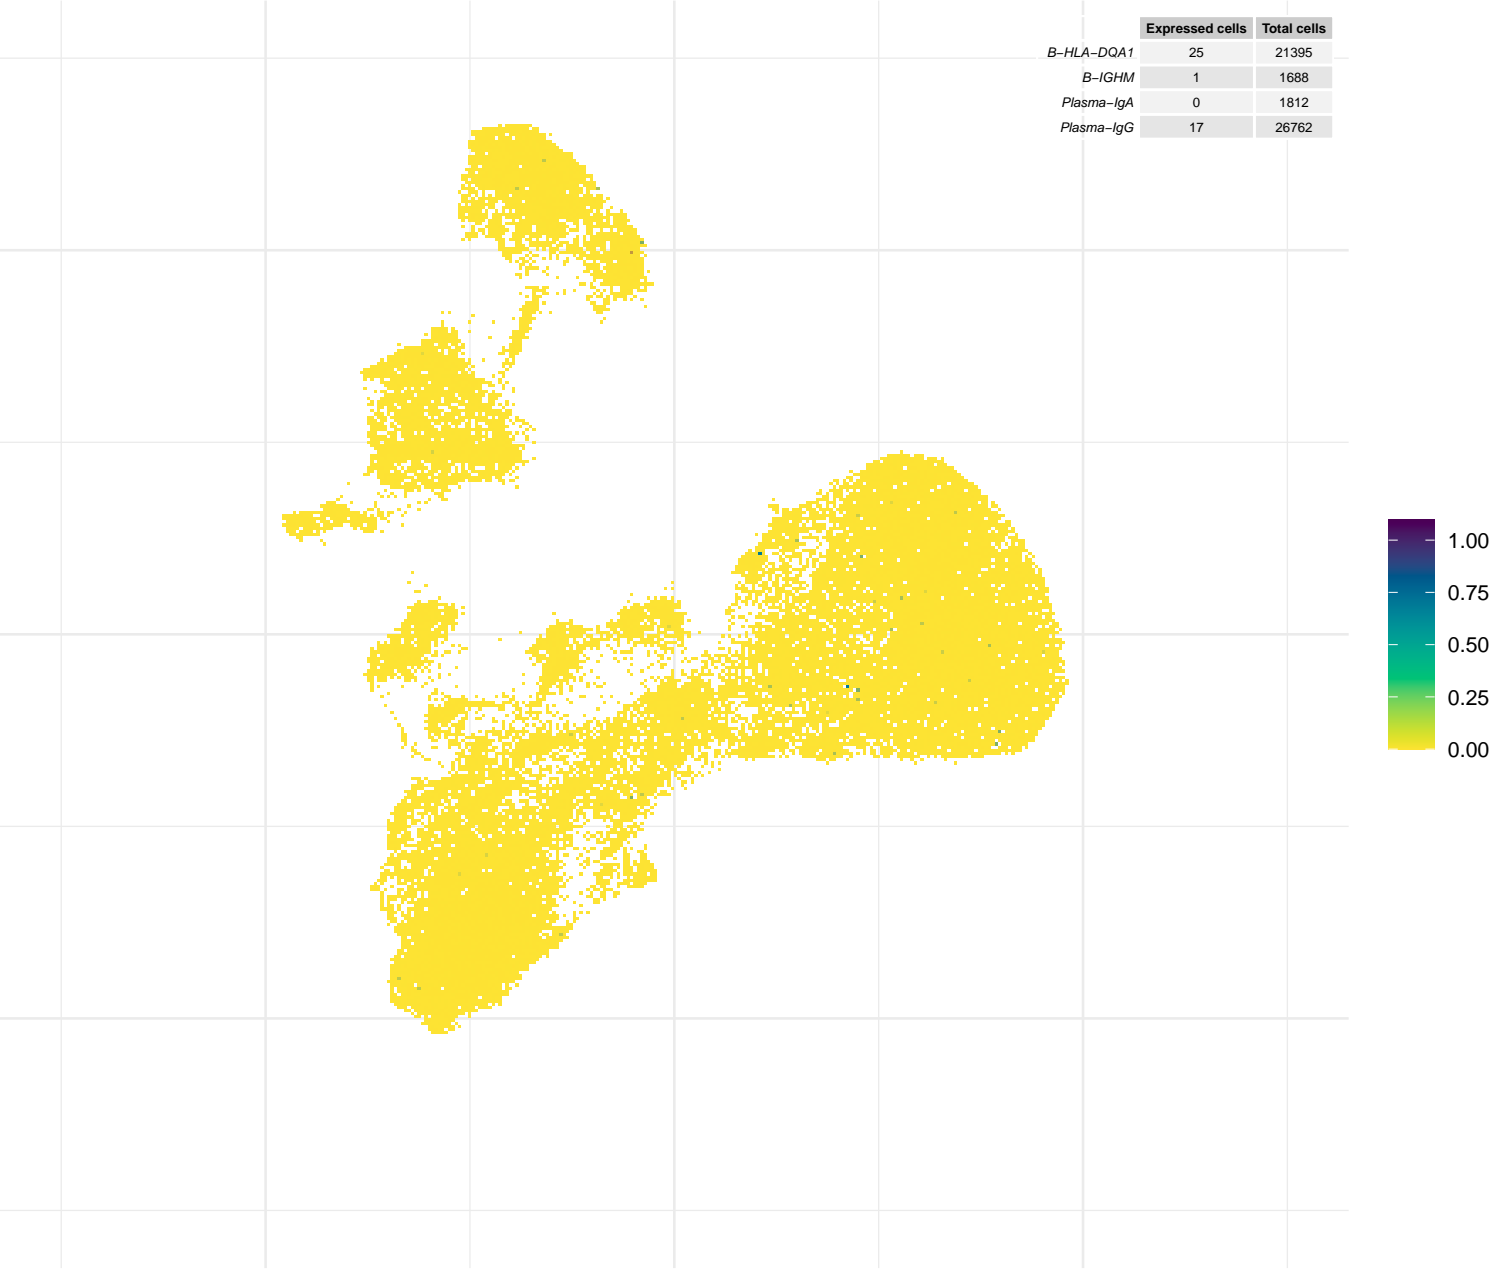 Expressed cells Total cells
B−HLA−DQA1 25 21395
B−IGHM 1 1688
Plasma−IgA 0 1812
Plasma−IgG 17 26762
1.00
0.75
0.50
0.25
0.00